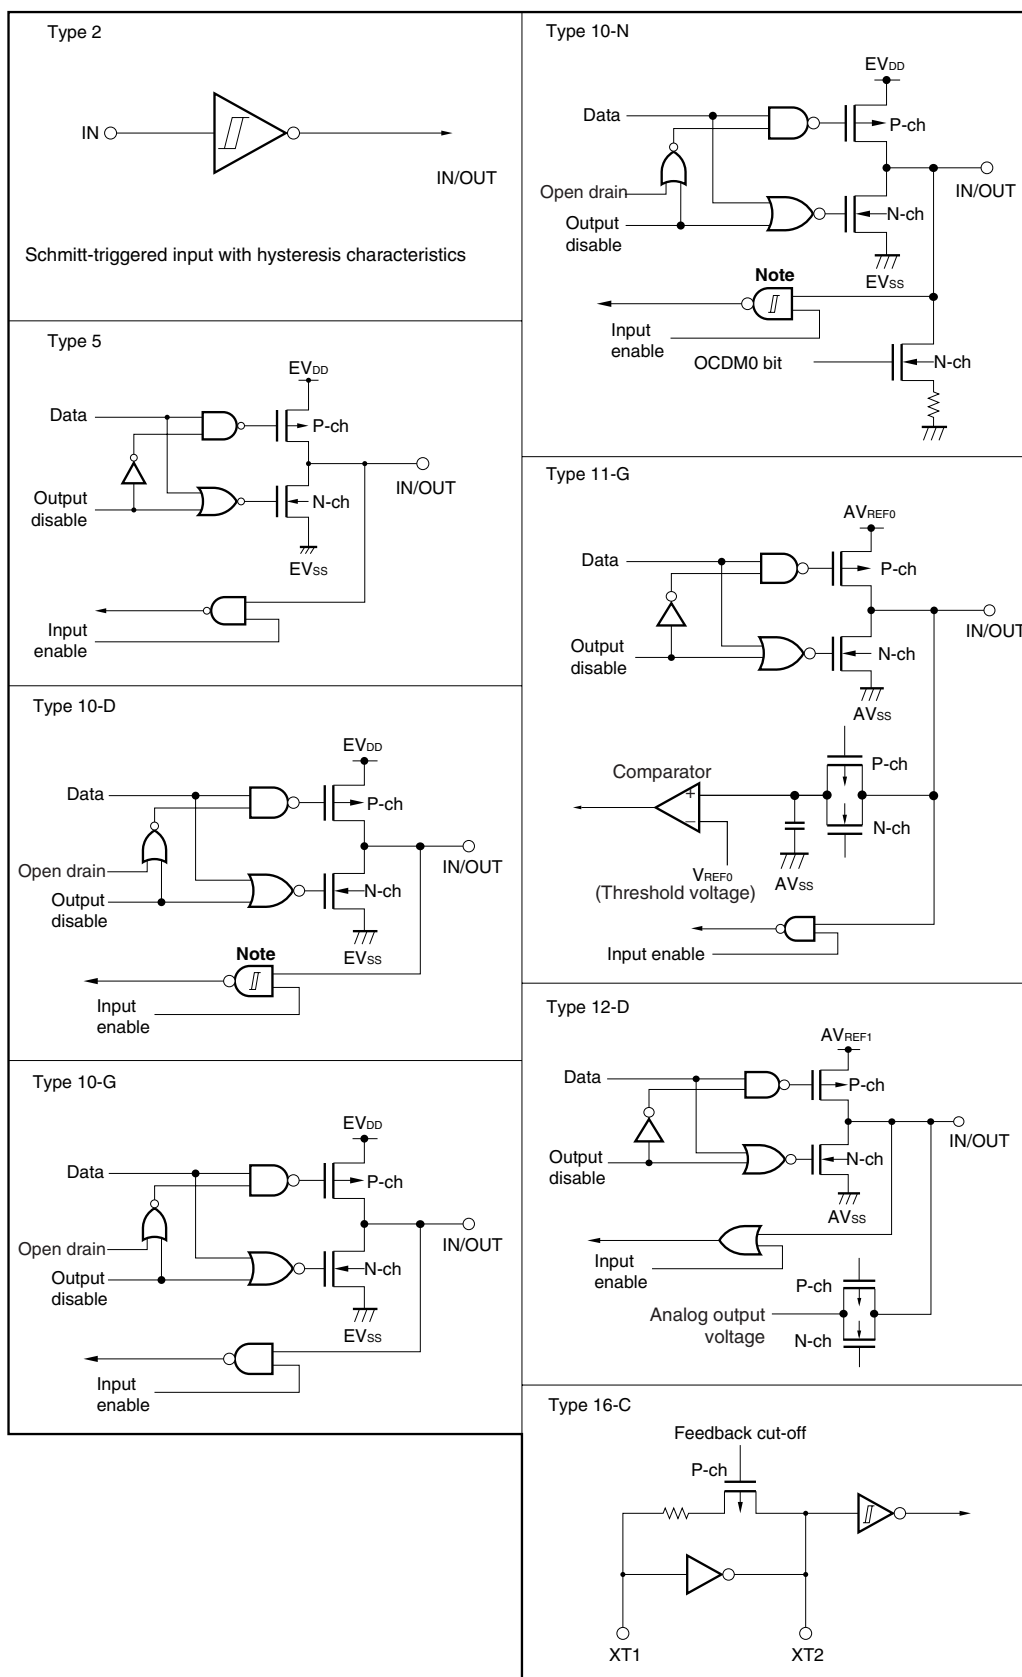 Type 2
IN
IN/OUT
Schmitt-triggered input with hysteresis characteristics
Type 5
EVDD
Data
P-ch
IN/OUT
Output
disable
N-ch
EVSS
Input
enable
Type 10-D
EVDD
Data
P-ch
IN/OUT
Open drain
Output
disable
N-ch
EVSS
Note
Input
enable
Type 10-G
EVDD
Data
P-ch
IN/OUT
Open drain
Output
disable
N-ch
EVSS
Input
enable
Type 10-N
EVDD
Data
P-ch
IN/OUT
Open drain
Output
disable
N-ch
EVSS
Note
Input
enable
OCDM0 bit
N-ch
Type 11-G
AVREF0
Data
P-ch
IN/OUT
Output
disable
N-ch
AVSS
P-ch
Comparator
+
−
N-ch
VREF0
(Threshold voltage)
AVSS
Input enable
Type 12-D
AVREF1
Data
P-ch
IN/OUT
Output
disable
N-ch
AVSS
Input
enable
P-ch
Analog output
voltage
N-ch
Type 16-C
Feedback cut-off
P-ch
XT1
XT2